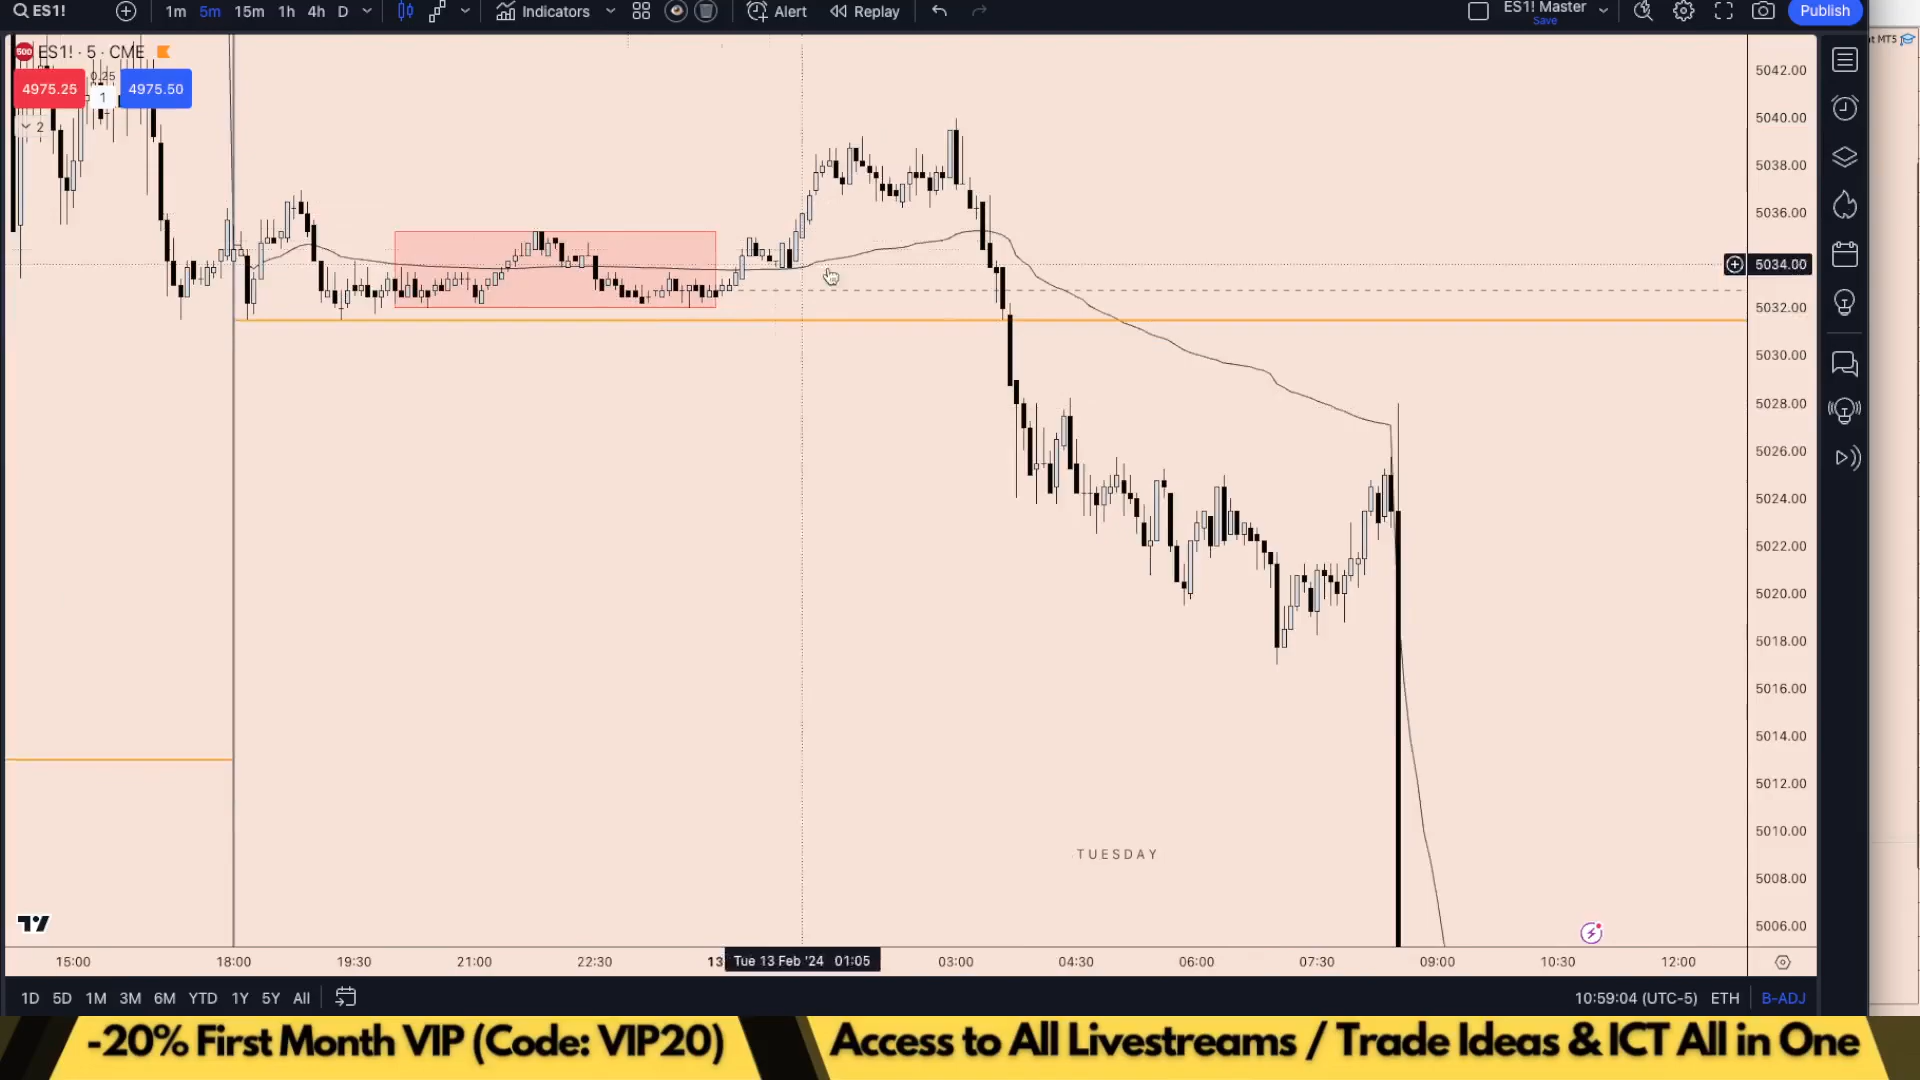 ES1! 1m 5m 15m 1h 4h D Indicators Alert Replay ES1! Master Save Publish
500 ES1! · 5 · CME
at MT5
4975.25 0.25 1 4975.50
2
5042.00
5040.00
5038.00
5036.00
5034.00
5032.00
5030.00
5028.00
5026.00
5024.00
5022.00
5020.00
5018.00
5016.00
5014.00
5012.00
5010.00
TUESDAY
5008.00
5006.00
15:00 18:00 19:30 21:00 22:30 13 Tue 13 Feb '24 01:05 03:00 04:30 06:00 07:30 09:00 10:30 12:00
1D 5D 1M 3M 6M YTD 1Y 5Y All 10:59:04 (UTC-5) ETH B-ADJ
-20% First Month VIP (Code: VIP20) Access to All Livestreams / Trade Ideas & ICT All in One